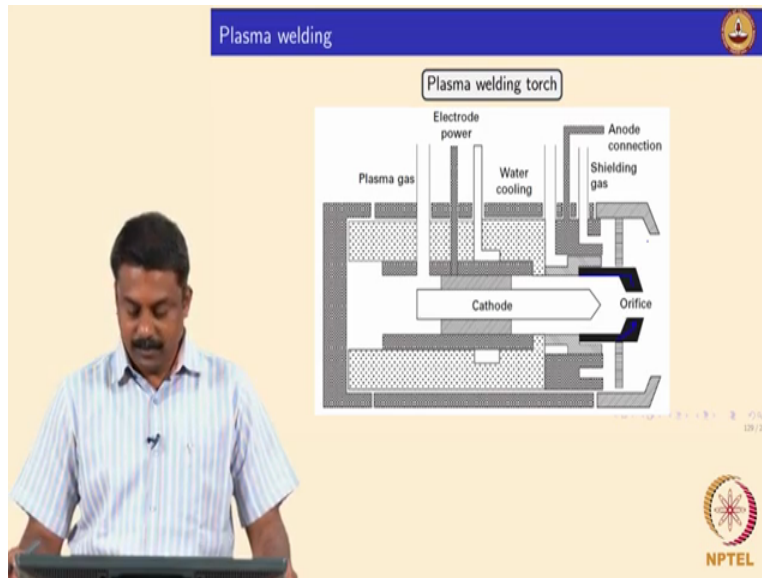 Plasma welding
Plasma welding torch
Electrode
power
Anode
connection
Plasma gas
Water
cooling
Shielding
gas
Cathode
Orifice
NPTEL